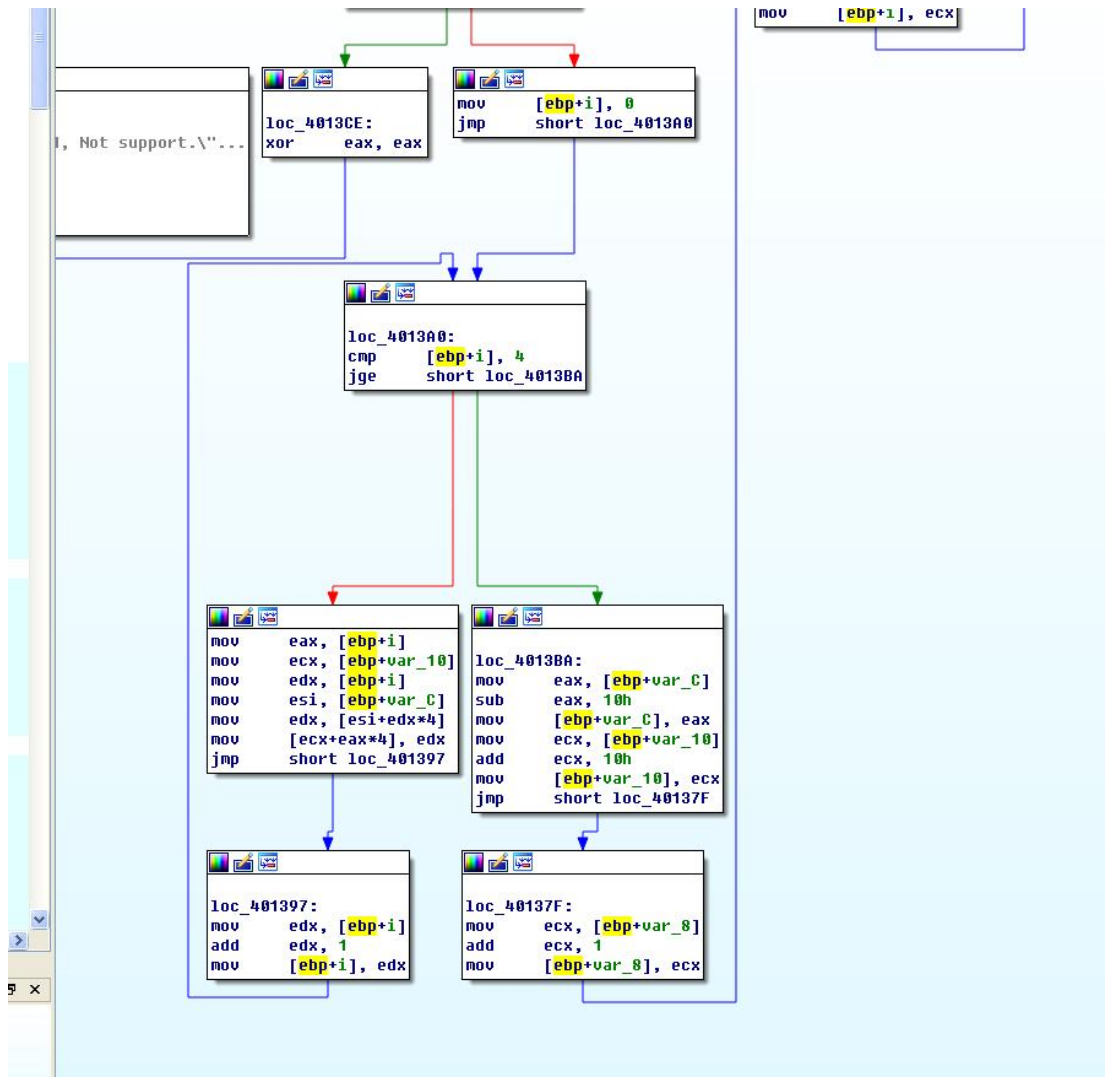 mov [ebp+i], ecx
loc_4013CE:
xor eax, eax
mov [ebp+i], 0
jmp short loc_4013A0
, Not support.\"...
loc_4013A0:
cmp [ebp+i], 4
jge short loc_4013BA
mov eax, [ebp+i]
mov ecx, [ebp+var_10]
mov edx, [ebp+i]
mov esi, [ebp+var_C]
mov edx, [esi+edx*4]
mov [ecx+eax*4], edx
jmp short loc_401397
loc_4013BA:
mov eax, [ebp+var_C]
sub eax, 10h
mov [ebp+var_C], eax
mov ecx, [ebp+var_10]
add ecx, 10h
mov [ebp+var_10], ecx
jmp short loc_40137F
loc_401397:
mov edx, [ebp+i]
add edx, 1
mov [ebp+i], edx
loc_40137F:
mov ecx, [ebp+var_8]
add ecx, 1
mov [ebp+var_8], ecx